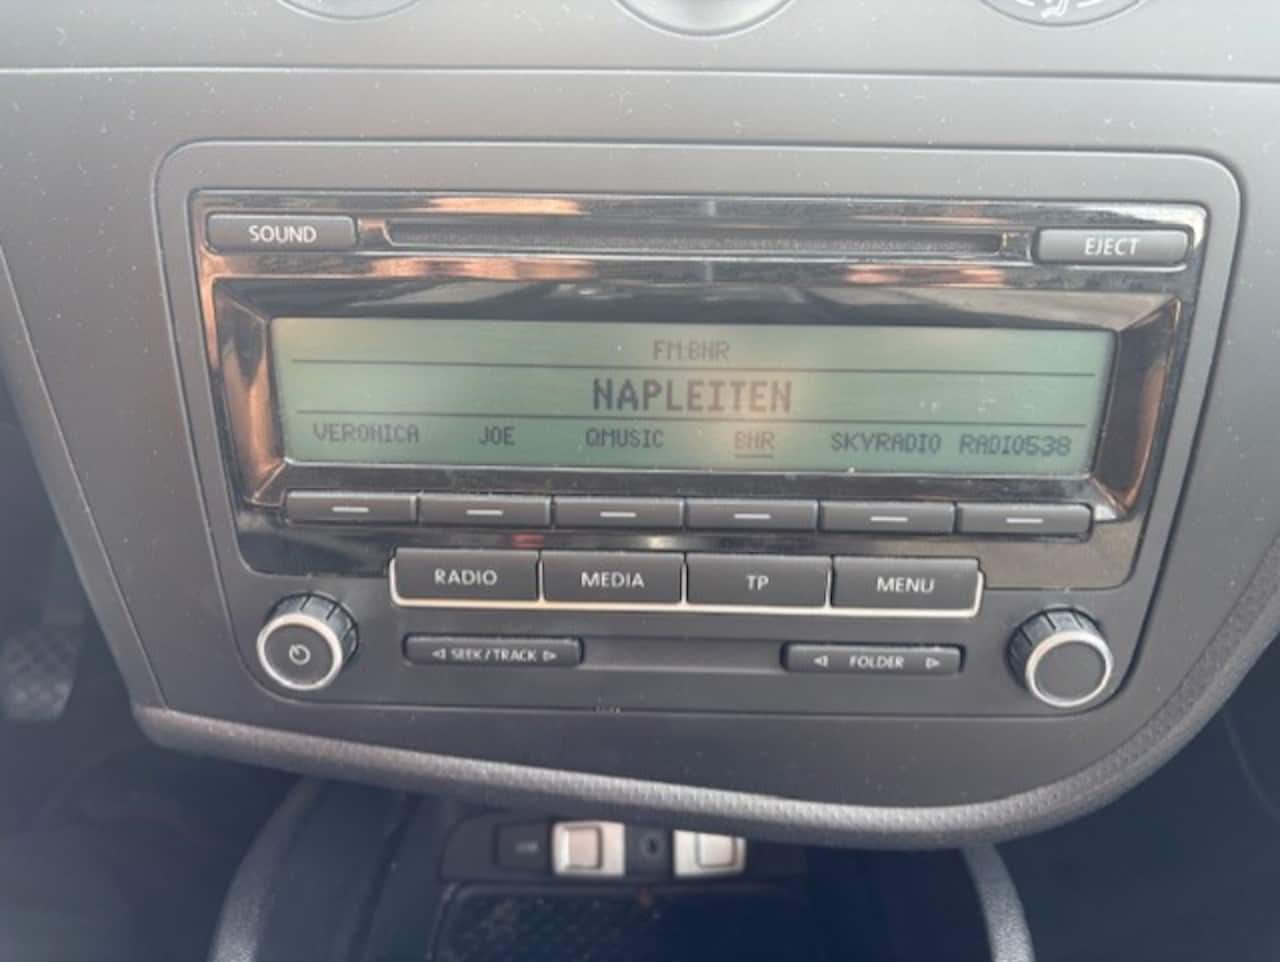 SOUND
EJECT
FM:BNR
NAPLEITEN
VERONICA JOE QMUSIC BNR SKYRADIO RADIO538
RADIO MEDIA TP MENU
SEEK/TRACK FOLDER